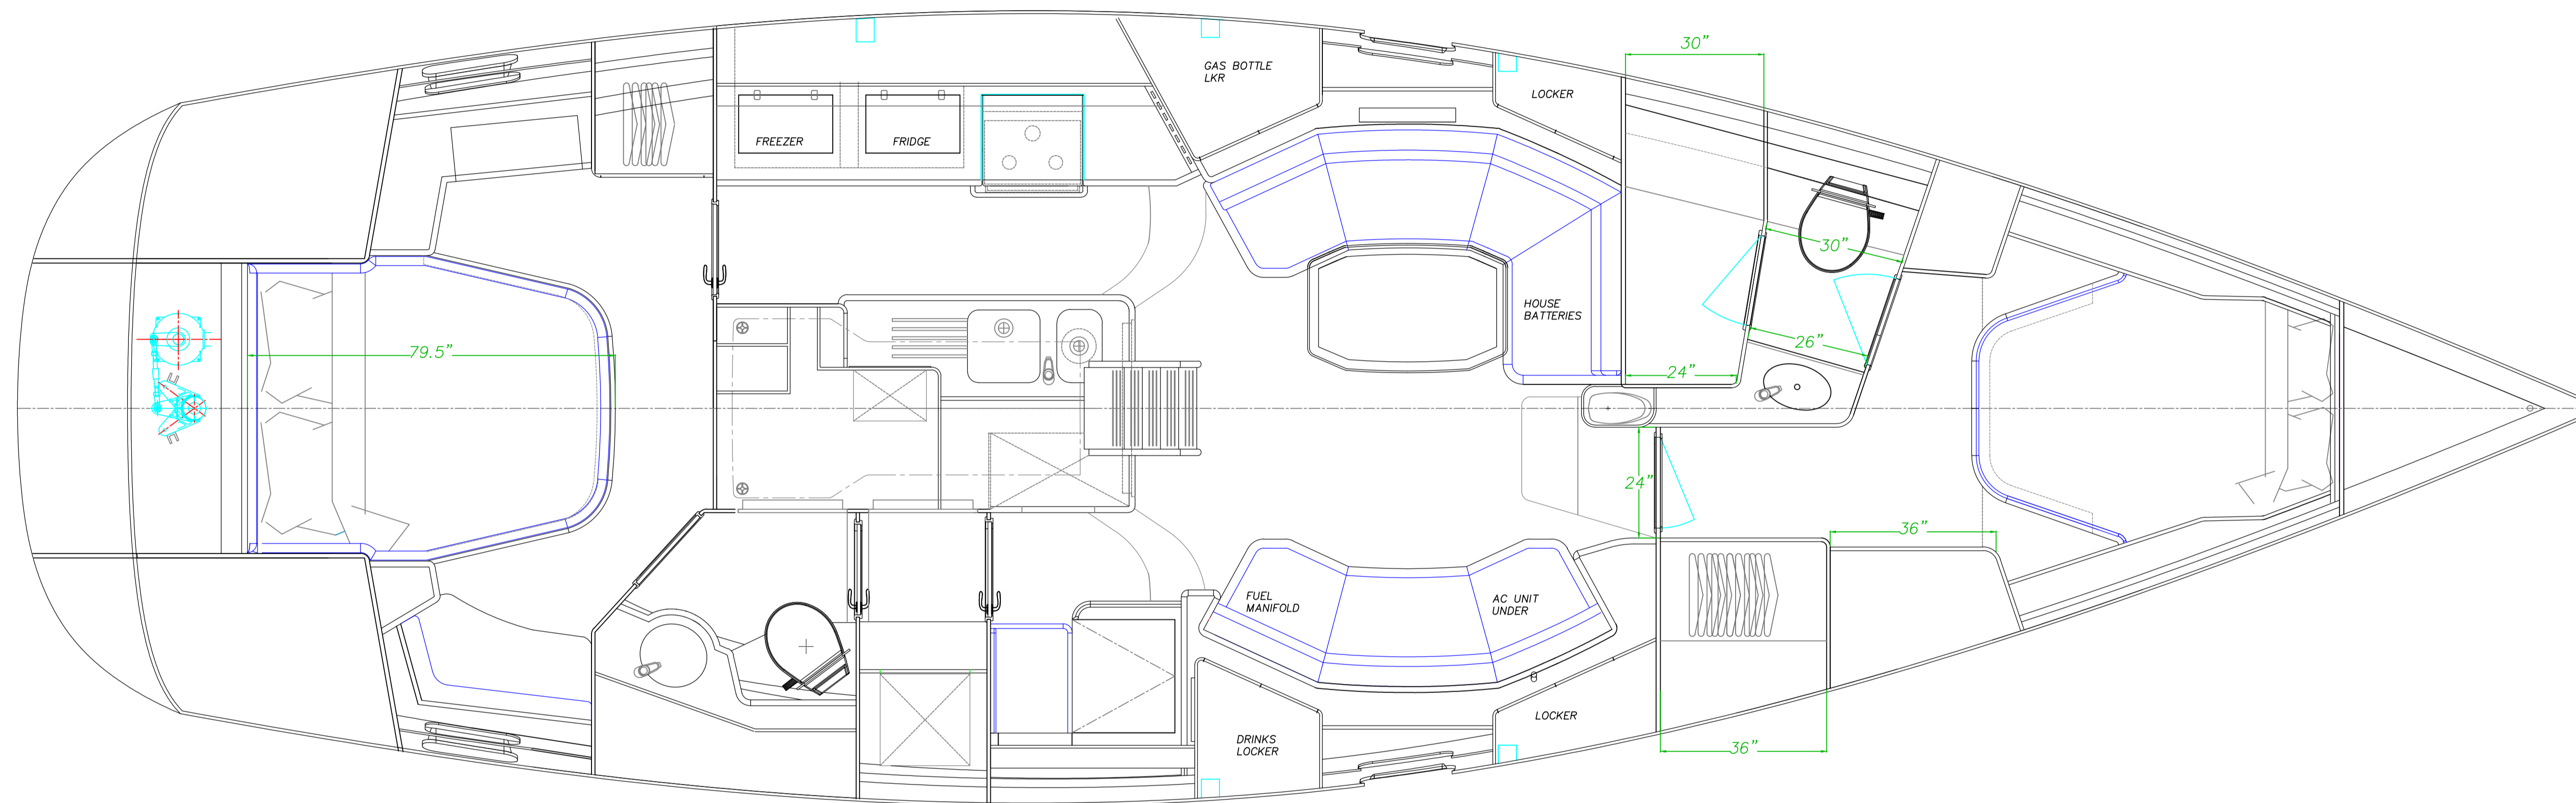 30”
GAS BOTTLE
LKR
LOCKER
FREEZER
FRIDGE
30”
HOUSE
BATTERIES
26”
79.5”
24”
24”
36”
FUEL
MANIFOLD
AC UNIT
UNDER
LOCKER
DRINKS
LOCKER
36”